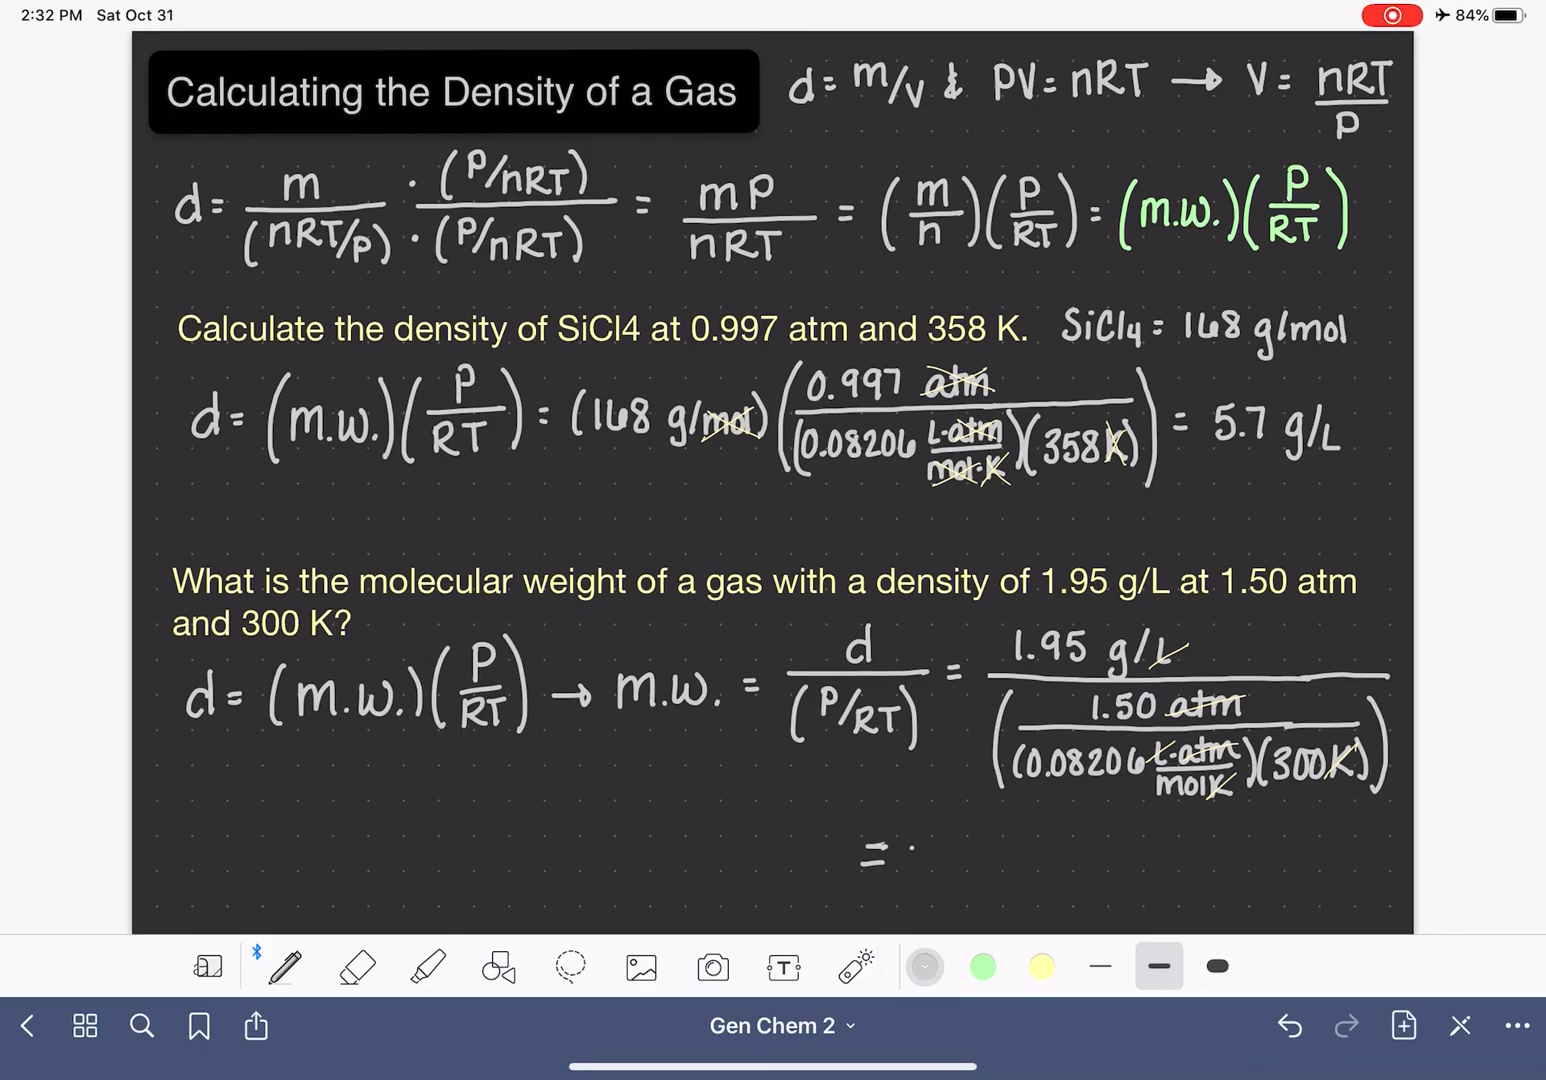 2:32 PM Sat Oct 31
84%
Calculating the Density of a Gas
d = m/v & PV = nRT → V = nRT/P
d = m/(nRT/P) · (P/nRT)/(P/nRT) = mP/nRT = (m/n)(P/RT) = (m.w.)(P/RT)
Calculate the density of SiCl4 at 0.997 atm and 358 K. SiCl4 = 168 g/mol
d = (m.w.)(P/RT) = (168 g/mol)(0.997 atm/((0.08206 L·atm/mol·K)(358 K))) = 5.7 g/L
What is the molecular weight of a gas with a density of 1.95 g/L at 1.50 atm
and 300 K?
d = (m.w.)(P/RT) → m.w. = d/(P/RT) = 1.95 g/L/(1.50 atm/((0.08206 L·atm/mol K)(300 K)))
= ·
T
Gen Chem 2